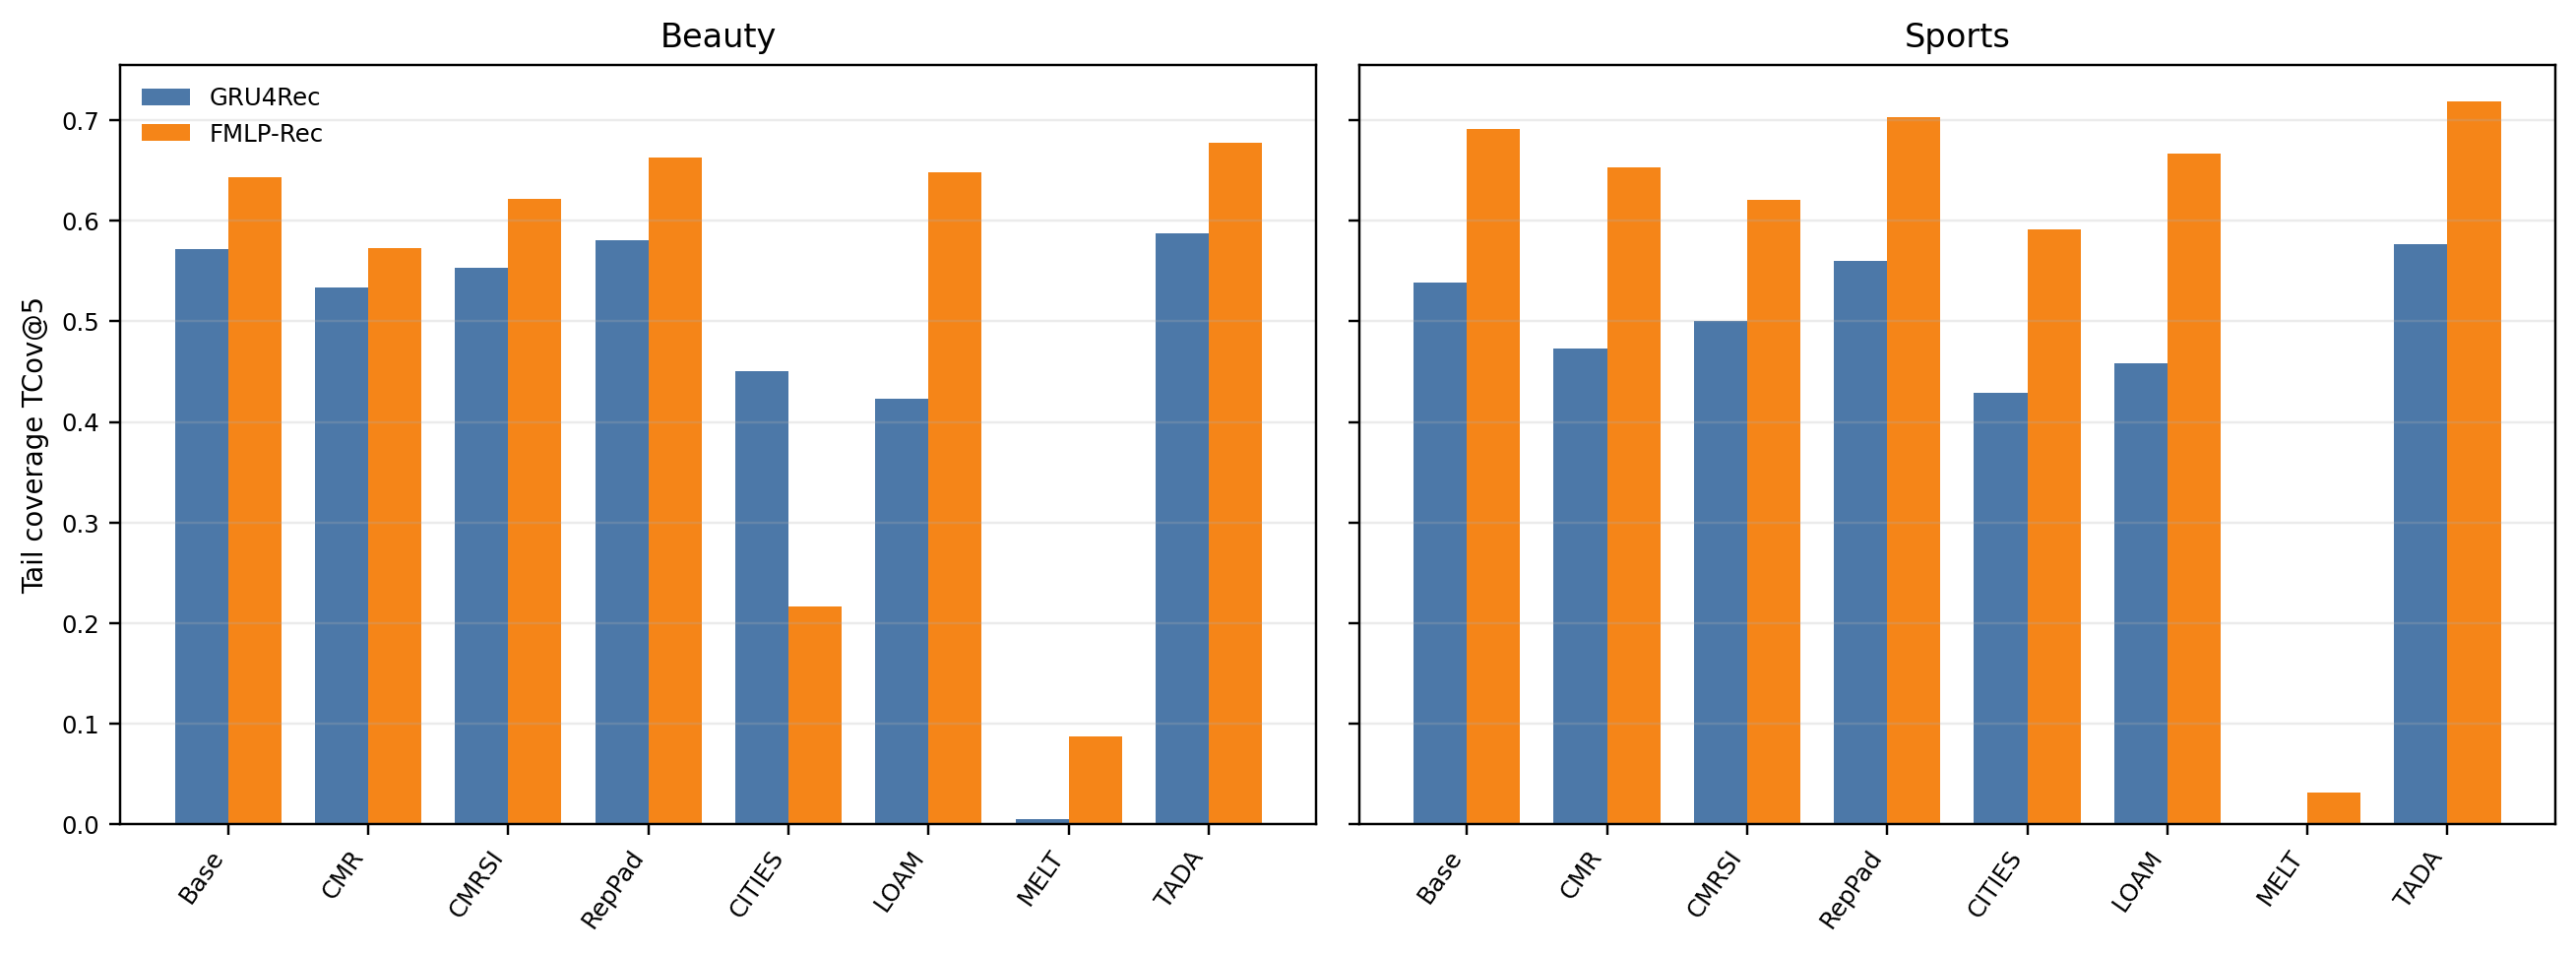 Beauty
Sports
GRU4Rec
FMLP-Rec
Tail coverage TCov@5
0.7
0.6
0.5
0.4
0.3
0.2
0.1
0.0
Base
CMR
CMRSI
RepPad
CITIES
LOAM
MELT
TADA
Base
CMR
CMRSI
RepPad
CITIES
LOAM
MELT
TADA